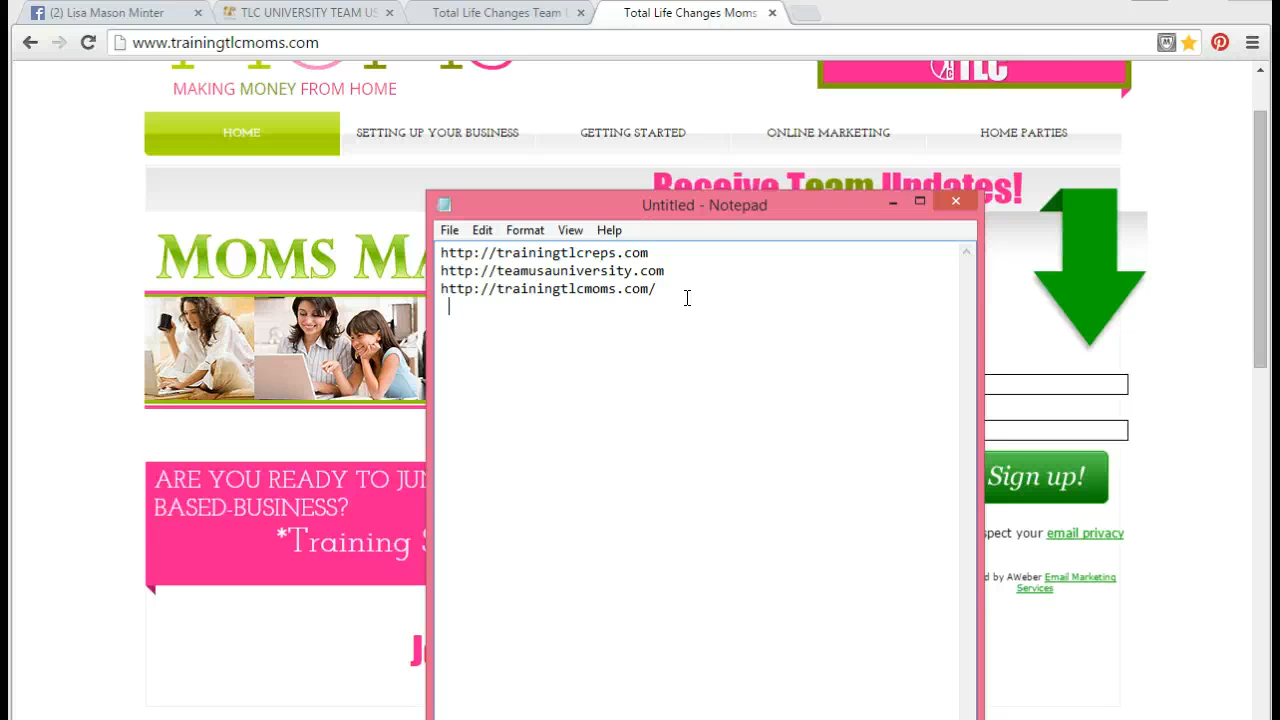 (2) Lisa Mason Minter
TLC UNIVERSITY TEAM US
Total Life Changes Team
Total Life Changes Moms
www.trainingtlcmoms.com
MAKING MONEY FROM HOME
TLC
HOME
SETTING UP YOUR BUSINESS
GETTING STARTED
ONLINE MARKETING
HOME PARTIES
Receive Team Updates!
Untitled - Notepad
File Edit Format View Help
http://trainingtlcreps.com
http://teamusauniversity.com
http://trainingtlcmoms.com/
MOMS MA
ARE YOU READY TO JU
BASED-BUSINESS?
*Training S
Sign up!
spect your email privacy
d by AWeber Email Marketing
Services